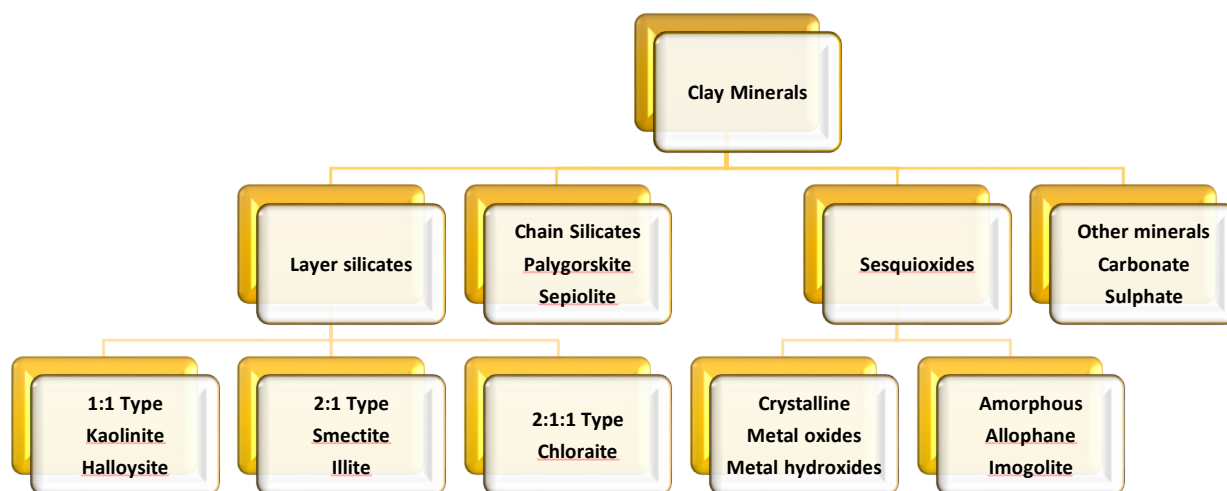 Clay Minerals
Layer silicates
Chain Silicates
Palygorskite
Sepiolite
Sesquioxides
Other minerals
Carbonate
Sulphate
1:1 Type
Kaolinite
Halloysite
2:1 Type
Smectite
Illite
2:1:1 Type
Chloraite
Crystalline
Metal oxides
Metal hydroxides
Amorphous
Allophane
Imogolite